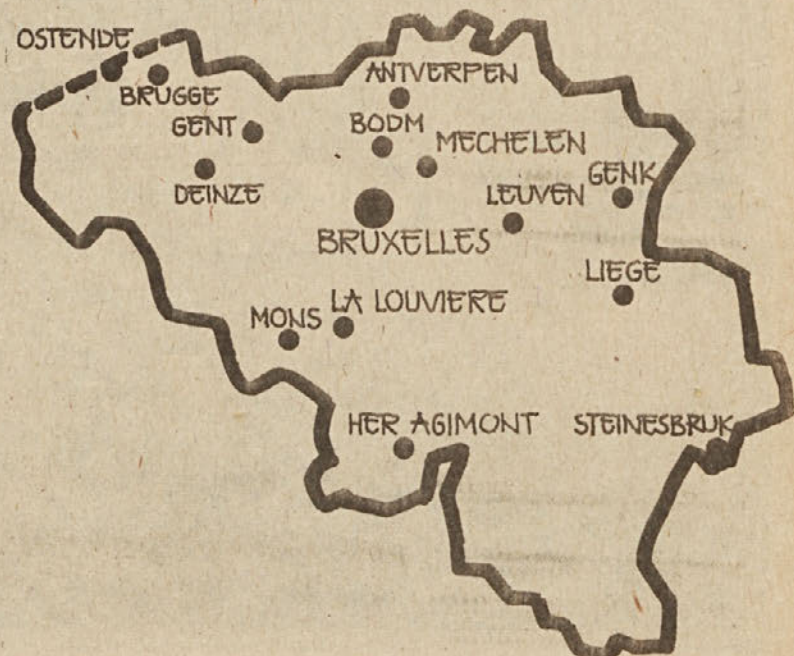 OSTENDE
BRUGGE
ANTVERPEN
GENT
BODM
MECHELEN
DEINZE
LEUVEN
GENK
BRUXELLES
LIEGE
MONS
LA LOUVIERE
HER AGIMONT
STEINESBRUK